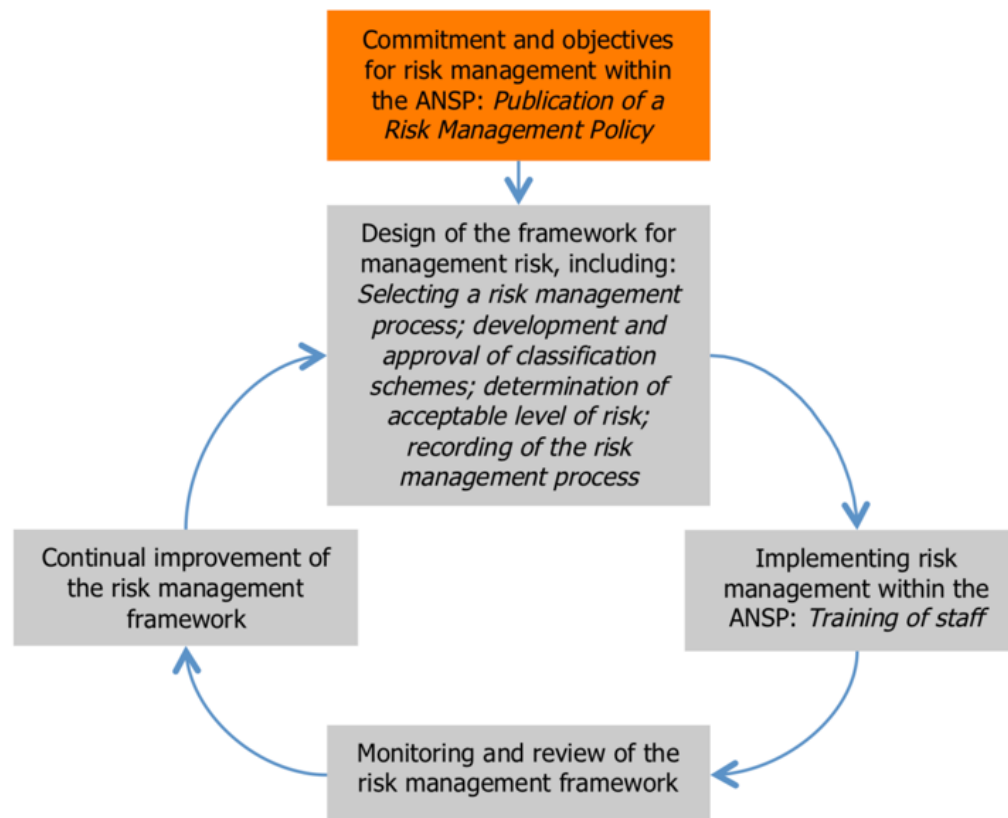 Commitment and objectives
for risk management within
the ANSP: Publication of a
Risk Management Policy
Design of the framework for
management risk, including:
Selecting a risk management
process; development and
approval of classification
schemes; determination of
acceptable level of risk;
recording of the risk
management process
Continual improvement of
the risk management
framework
Implementing risk
management within the
ANSP: Training of staff
Monitoring and review of the
risk management framework